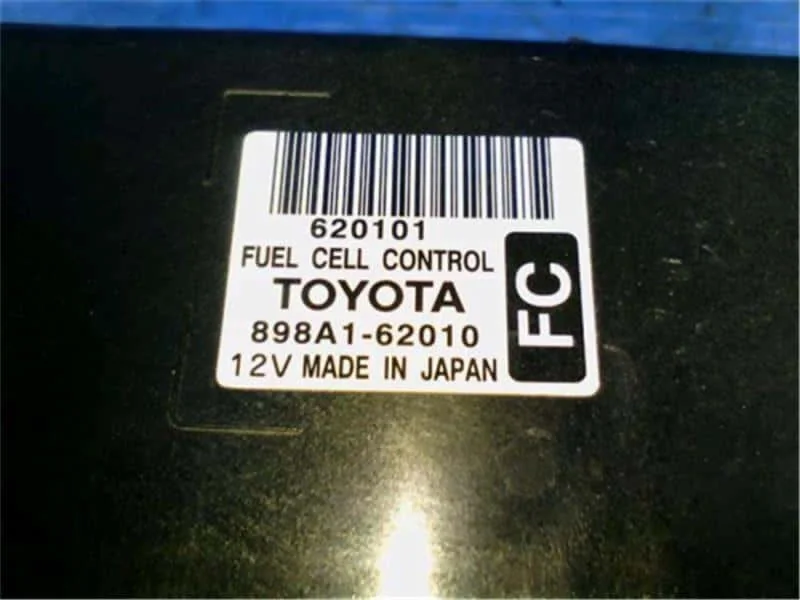 620101
FUEL CELL CONTROL
TOYOTA
898A1-62010
12V MADE IN JAPAN
FC